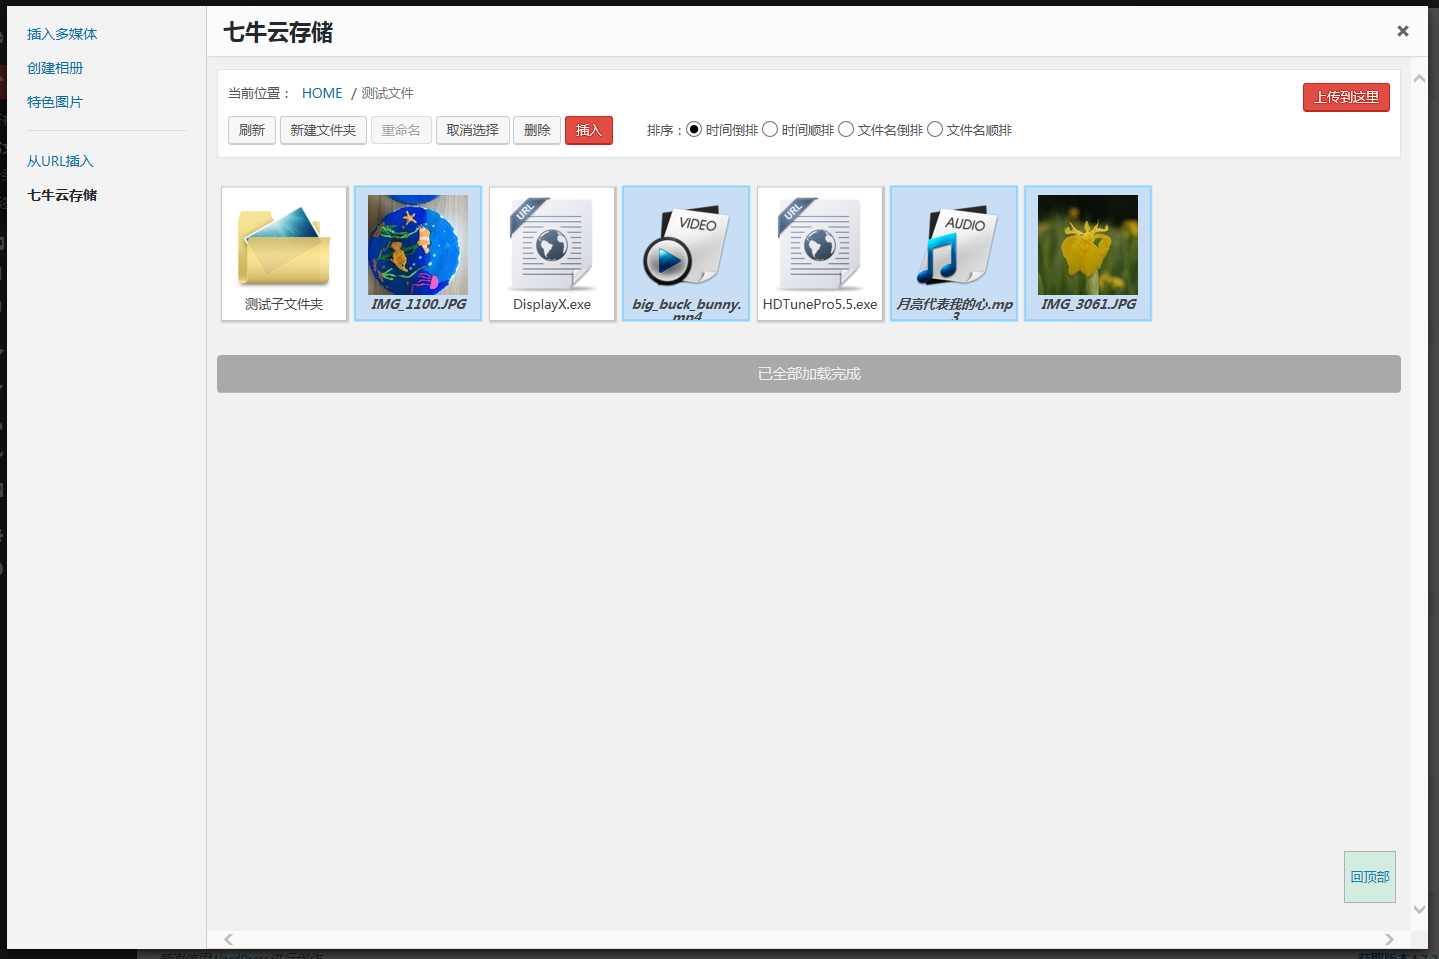 插入多媒体
创建相册
特色图片
从URL插入
七牛云存储
七牛云存储
当前位置： HOME / 测试文件
上传到这里
刷新 新建文件夹 重命名 取消选择 删除 插入 排序：时间倒排 时间顺排 文件名倒排 文件名顺排
URL VIDEO URL AUDIO
测试子文件夹 IMG_1100.JPG DisplayX.exe big_buck_bunny.mp4 HDTunePro5.5.exe 月亮代表我的心.mp3 IMG_3061.JPG
已全部加载完成
回顶部